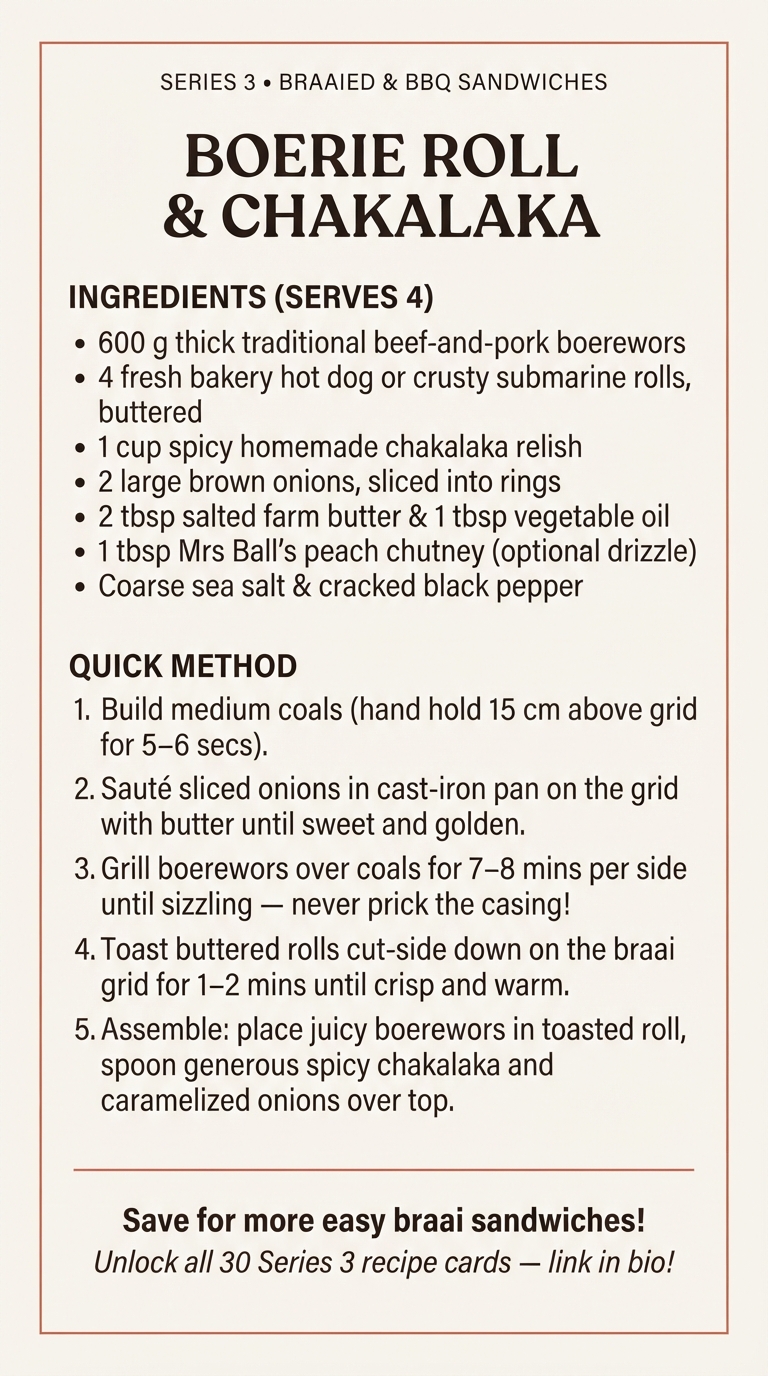 SERIES 3 • BRAAIED & BBQ SANDWICHES
BOERIE ROLL
& CHAKALAKA
INGREDIENTS (SERVES 4)
• 600 g thick traditional beef-and-pork boerewors
• 4 fresh bakery hot dog or crusty submarine rolls,
buttered
• 1 cup spicy homemade chakalaka relish
• 2 large brown onions, sliced into rings
• 2 tbsp salted farm butter & 1 tbsp vegetable oil
• 1 tbsp Mrs Ball’s peach chutney (optional drizzle)
• Coarse sea salt & cracked black pepper
QUICK METHOD
1. Build medium coals (hand hold 15 cm above grid
for 5–6 secs).
2. Sauté sliced onions in cast-iron pan on the grid
with butter until sweet and golden.
3. Grill boerewors over coals for 7–8 mins per side
until sizzling — never prick the casing!
4. Toast buttered rolls cut-side down on the braai
grid for 1–2 mins until crisp and warm.
5. Assemble: place juicy boerewors in toasted roll,
spoon generous spicy chakalaka and
caramelized onions over top.
Save for more easy braai sandwiches!
Unlock all 30 Series 3 recipe cards — link in bio!